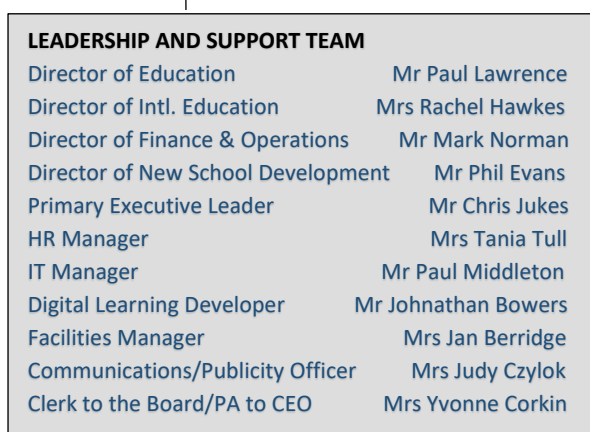 LEADERSHIP AND SUPPORT TEAM
Director of Education Mr Paul Lawrence
Director of Intl. Education Mrs Rachel Hawkes
Director of Finance & Operations Mr Mark Norman
Director of New School Development Mr Phil Evans
Primary Executive Leader Mr Chris Jukes
HR Manager Mrs Tania Tull
IT Manager Mr Paul Middleton
Digital Learning Developer Mr Johnathan Bowers
Facilities Manager Mrs Jan Berridge
Communications/Publicity Officer Mrs Judy Czylok
Clerk to the Board/PA to CEO Mrs Yvonne Corkin